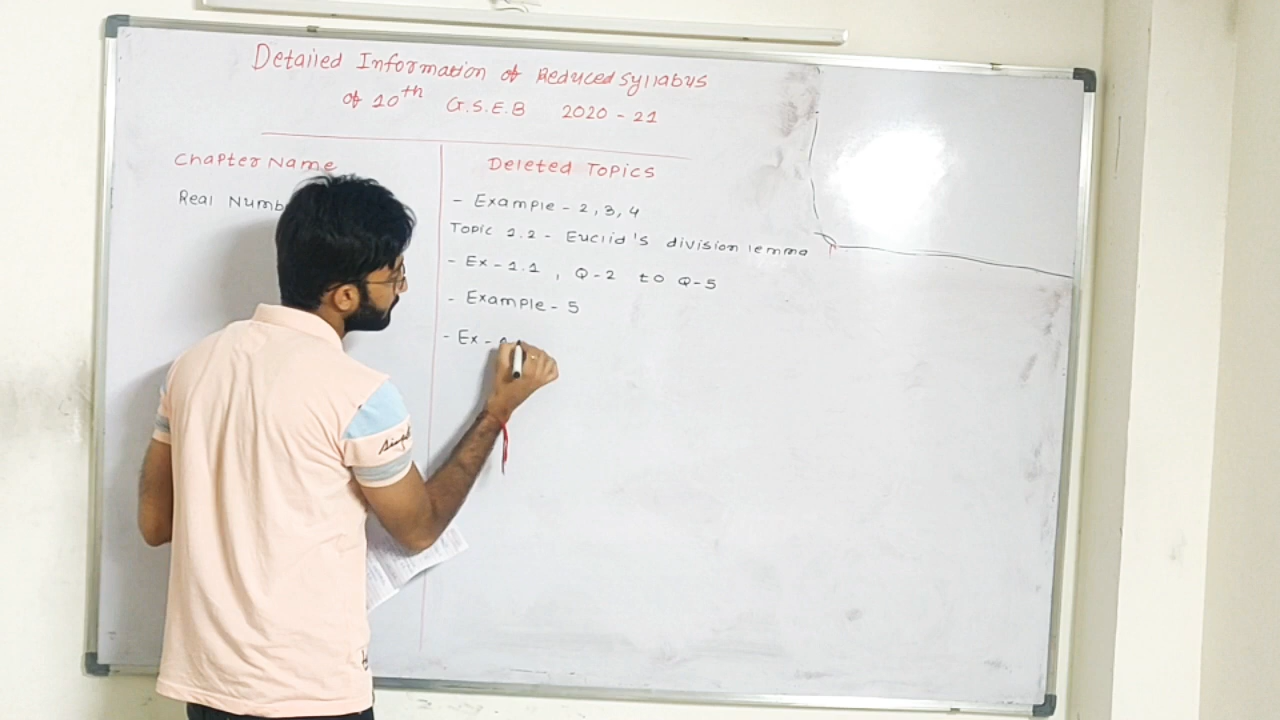 Detailed Information of Reduced Syllabus
of 10th G.S.E.B 2020 - 21
Chapter Name
Deleted Topics
Real
- Example - 2, 3, 4
Topic 1.2 - Euclid's division lemma
- Ex - 1.1 , Q-2 to Q-5
- Example - 5
- Ex -